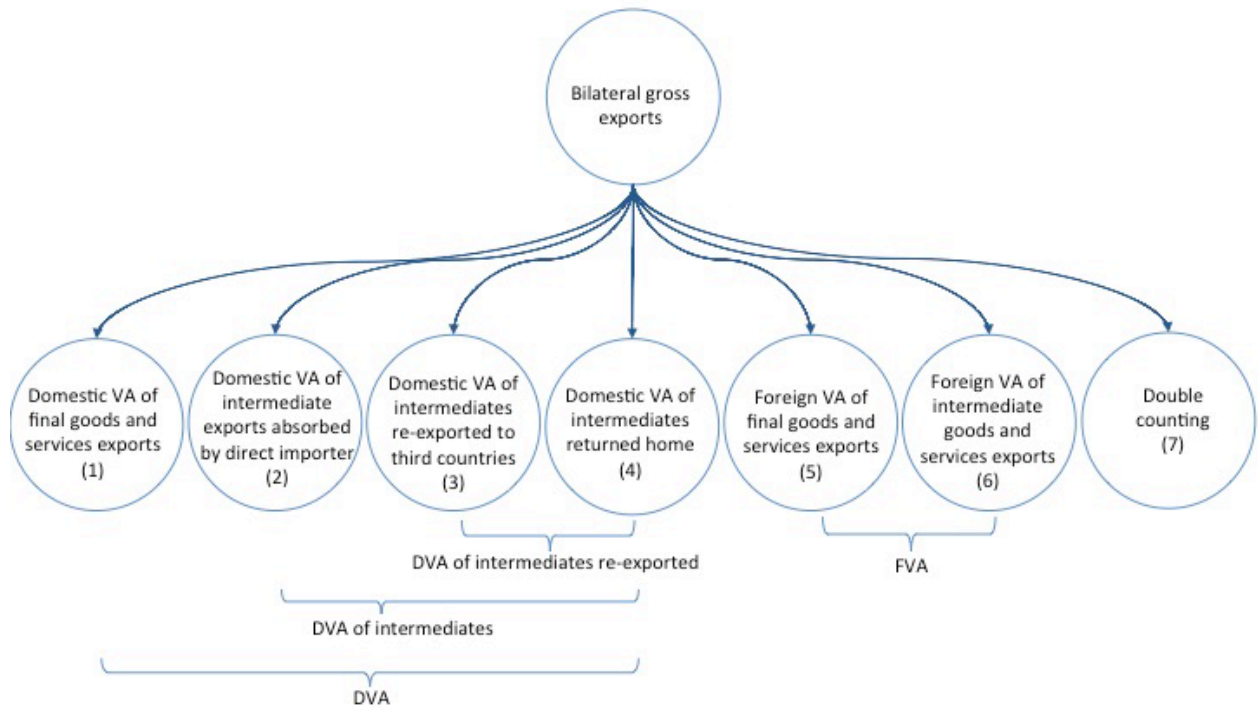 Bilateral gross
exports
Domestic VA of
final goods and
services exports
(1)
Domestic VA of
intermediate
exports absorbed
by direct importer
(2)
Domestic VA of
intermediates
re-exported to
third countries
(3)
Domestic VA of
intermediates
returned home
(4)
Foreign VA of
final goods and
services exports
(5)
Foreign VA of
intermediate
goods and
services exports
(6)
Double
counting
(7)
DVA of intermediates re-exported
FVA
DVA of intermediates
DVA